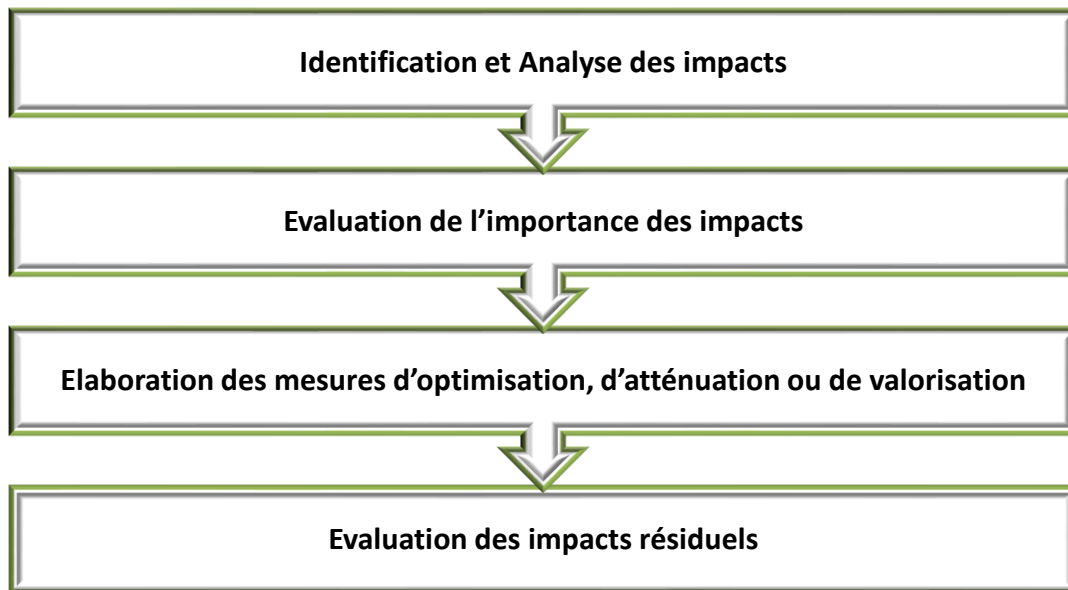 Identification et Analyse des impacts
Evaluation de l’importance des impacts
Elaboration des mesures d’optimisation, d’atténuation ou de valorisation
Evaluation des impacts résiduels